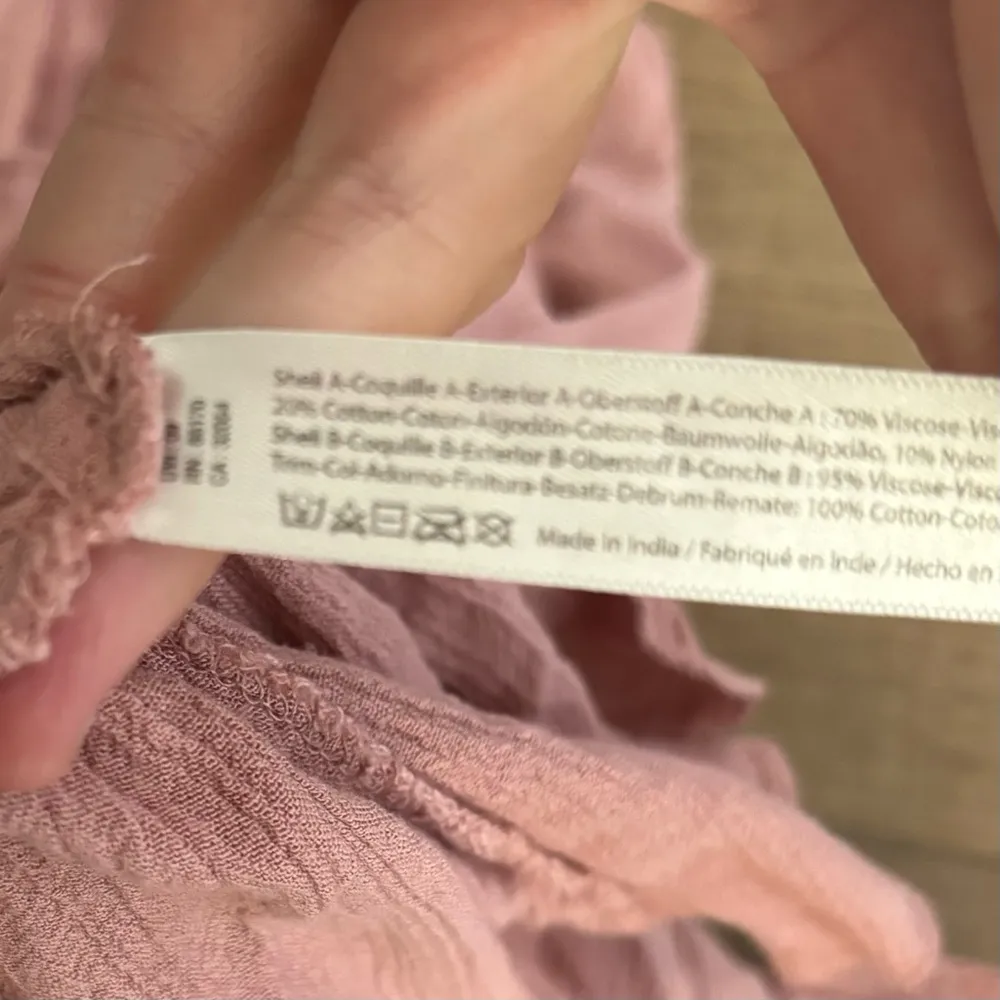 Shell A-Coquille A-Exterior A-Oberstoff A-Conche A : 70% Viscose-Vis
20% Cotton-Coton-Algodón-Cotone-Baumwolle-Algodão, 10% Nylon
Shell B-Coquille B-Exterior B-Oberstoff B-Conche B : 95% Viscose-Visco
Trim-Col-Adorno-Finitura-Besatz-Debrum-Remate: 100% Cotton-Coto
Made in India / Fabriqué en Inde / Hecho en